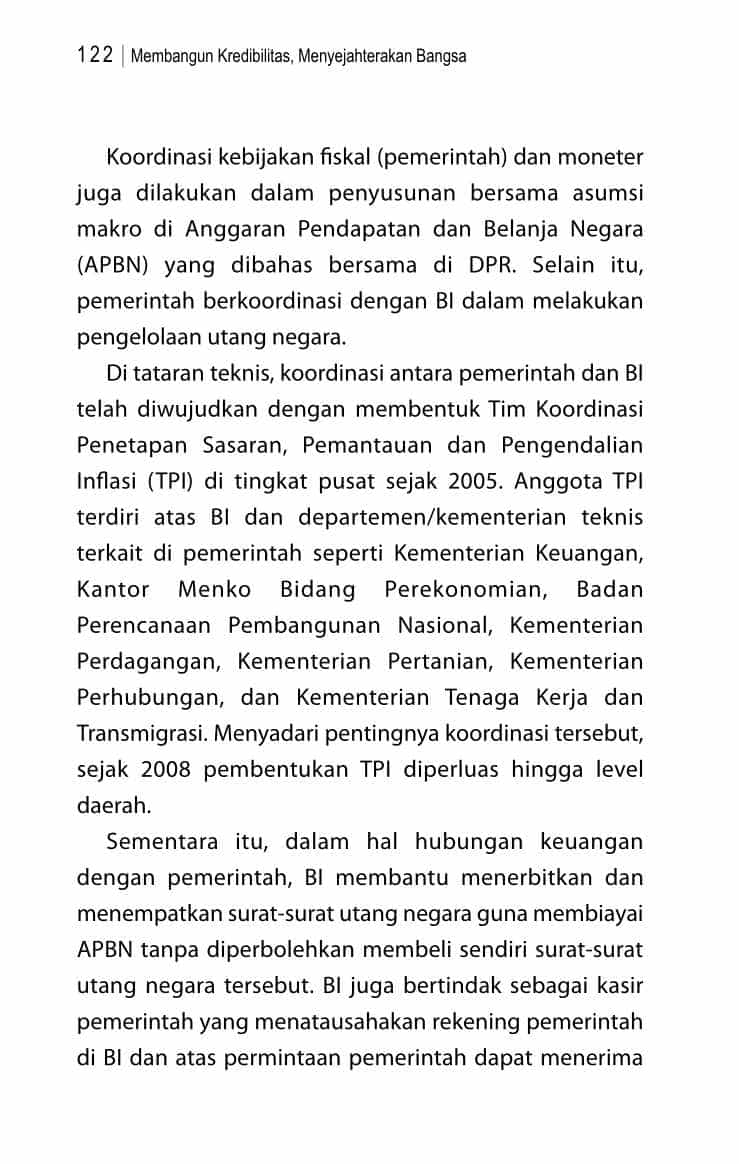 122 | Membangun Kredibilitas, Menyejahterakan Bangsa
Koordinasi kebijakan fiskal (pemerintah) dan moneter
juga dilakukan dalam penyusunan bersama asumsi
makro di Anggaran Pendapatan dan Belanja Negara
(APBN) yang dibahas bersama di DPR. Selain itu,
pemerintah berkoordinasi dengan BI dalam melakukan
pengelolaan utang negara.
Di tataran teknis, koordinasi antara pemerintah dan BI
telah diwujudkan dengan membentuk Tim Koordinasi
Penetapan Sasaran, Pemantauan dan Pengendalian
Inflasi (TPI) di tingkat pusat sejak 2005. Anggota TPI
terdiri atas BI dan departemen/kementerian teknis
terkait di pemerintah seperti Kementerian Keuangan,
Kantor Menko Bidang Perekonomian, Badan
Perencanaan Pembangunan Nasional, Kementerian
Perdagangan, Kementerian Pertanian, Kementerian
Perhubungan, dan Kementerian Tenaga Kerja dan
Transmigrasi. Menyadari pentingnya koordinasi tersebut,
sejak 2008 pembentukan TPI diperluas hingga level
daerah.
Sementara itu, dalam hal hubungan keuangan
dengan pemerintah, BI membantu menerbitkan dan
menempatkan surat-surat utang negara guna membiayai
APBN tanpa diperbolehkan membeli sendiri surat-surat
utang negara tersebut. BI juga bertindak sebagai kasir
pemerintah yang menatausahakan rekening pemerintah
di BI dan atas permintaan pemerintah dapat menerima